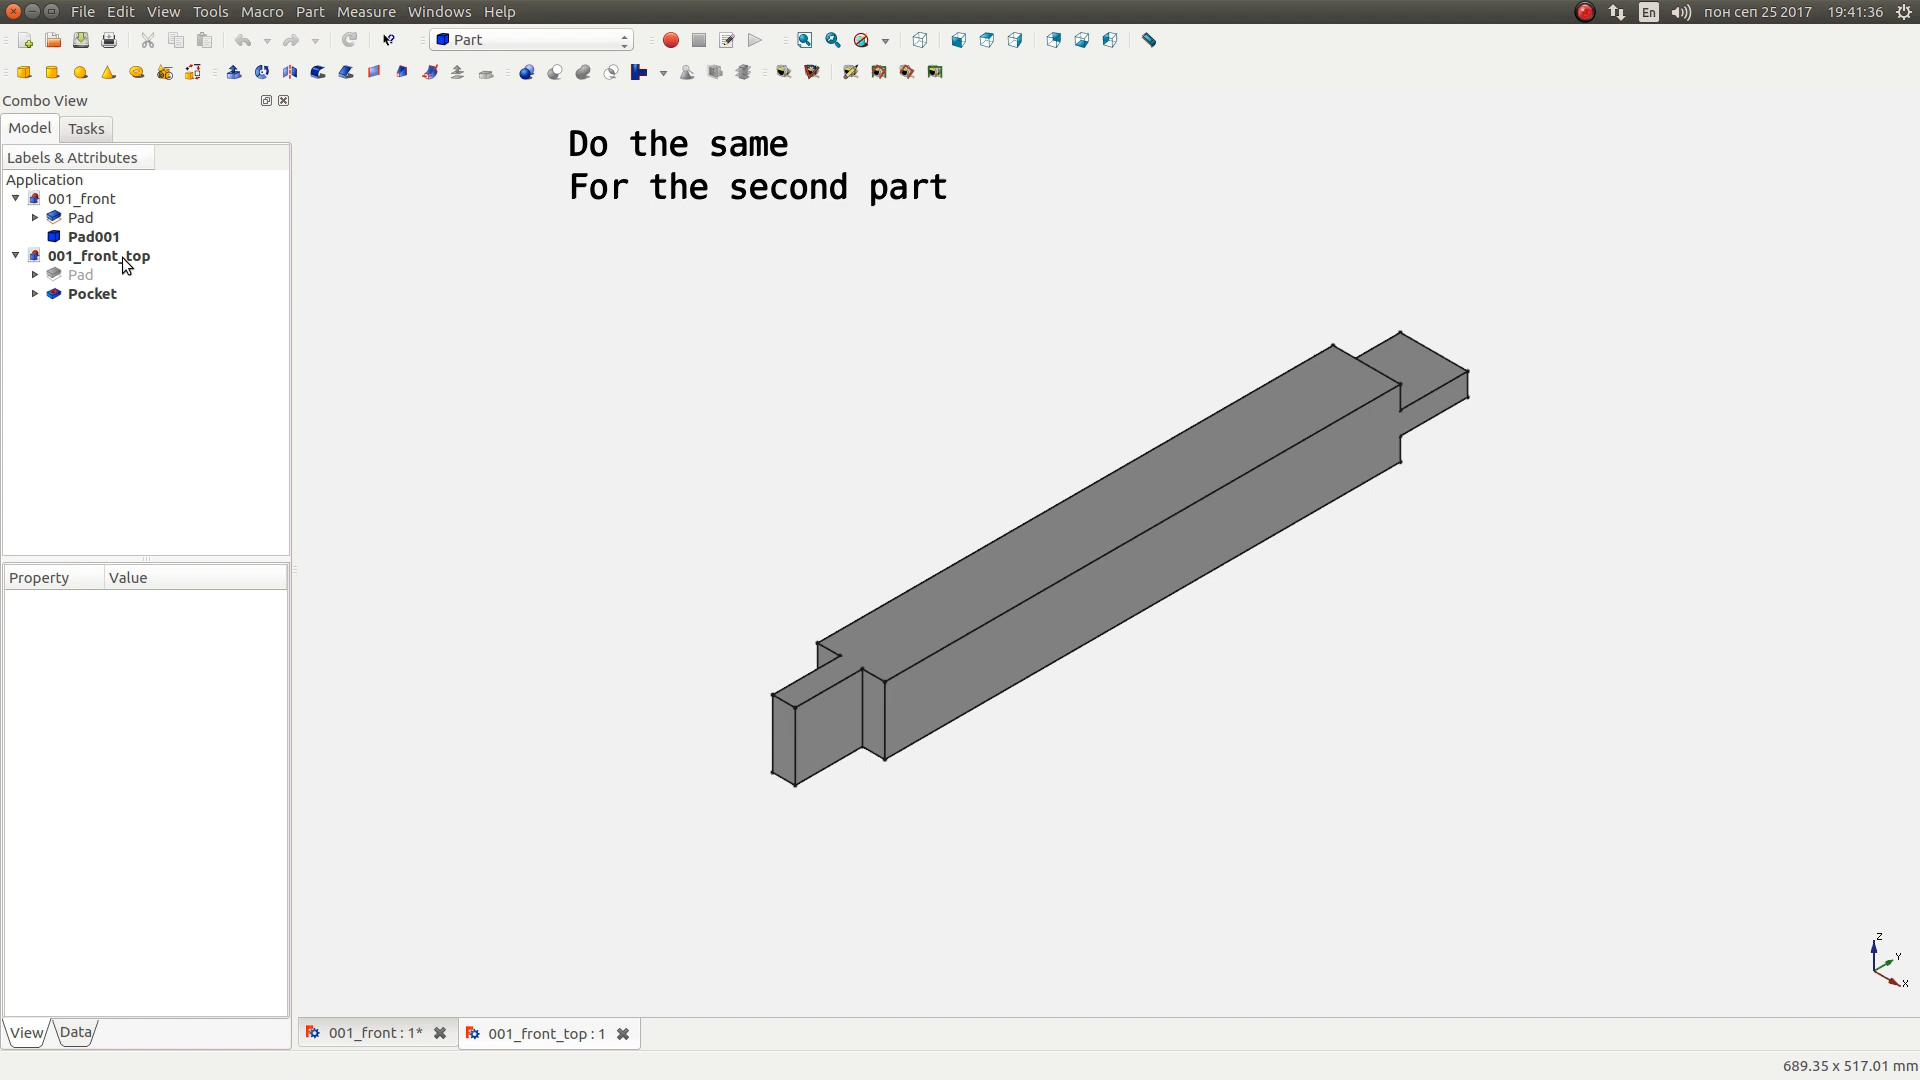 File Edit View Tools Macro Part Measure Windows Help En пон сеп 25 2017 19:41:36
Part
Combo View
Model Tasks
Labels & Attributes
Application
001_front
Pad
Pad001
001_front_top
Pad
Pocket
Do the same
For the second part
Property Value
Z
Y
X
View Data
001_front : 1* 001_front_top : 1
689.35 x 517.01 mm